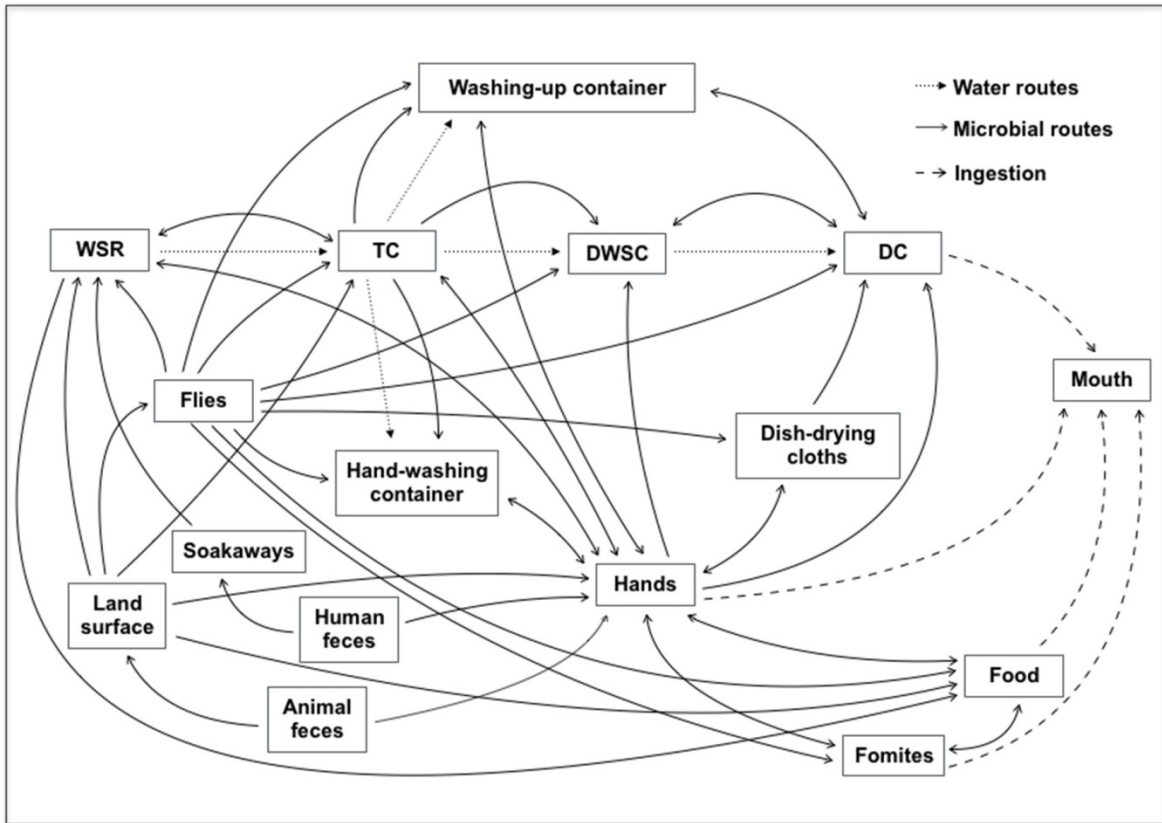 Washing-up container
Water routes
Microbial routes
Ingestion
WSR
TC
DWSC
DC
Mouth
Flies
Dish-drying
cloths
Hand-washing
container
Soakaways
Hands
Land
surface
Human
feces
Food
Animal
feces
Fomites